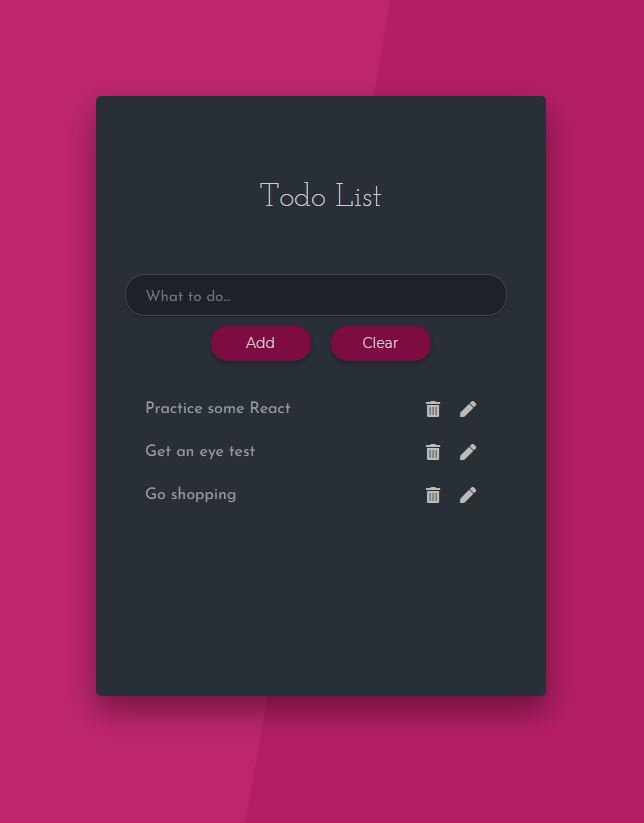 Todo List
What to do...
Add Clear
Practice some React
Get an eye test
Go shopping